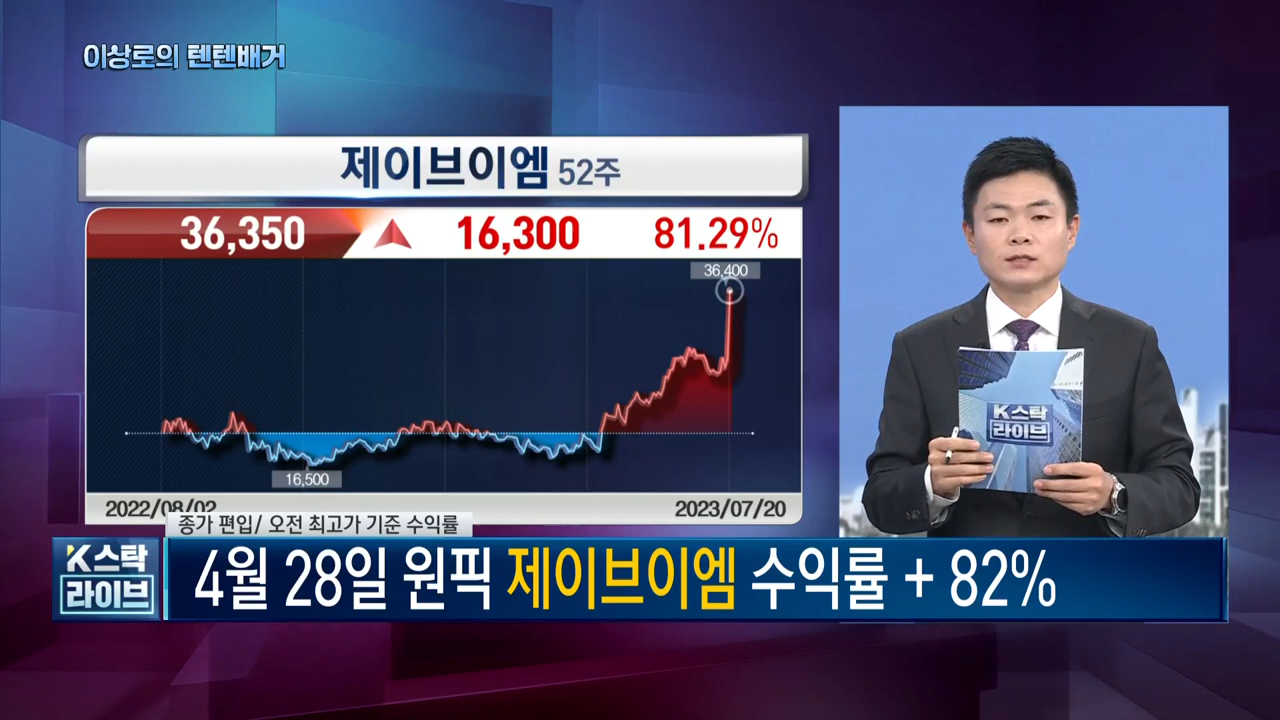 이상로의 텐텐배거
제이브이엠 52주
36,350 ▲ 16,300 81.29%
36,400
16,500
2022/08/02 2023/07/20
종가 편입/ 오전 최고가 기준 수익률
K스탁
라이브
4월 28일 원픽 제이브이엠 수익률 + 82%
K스탁
라이브